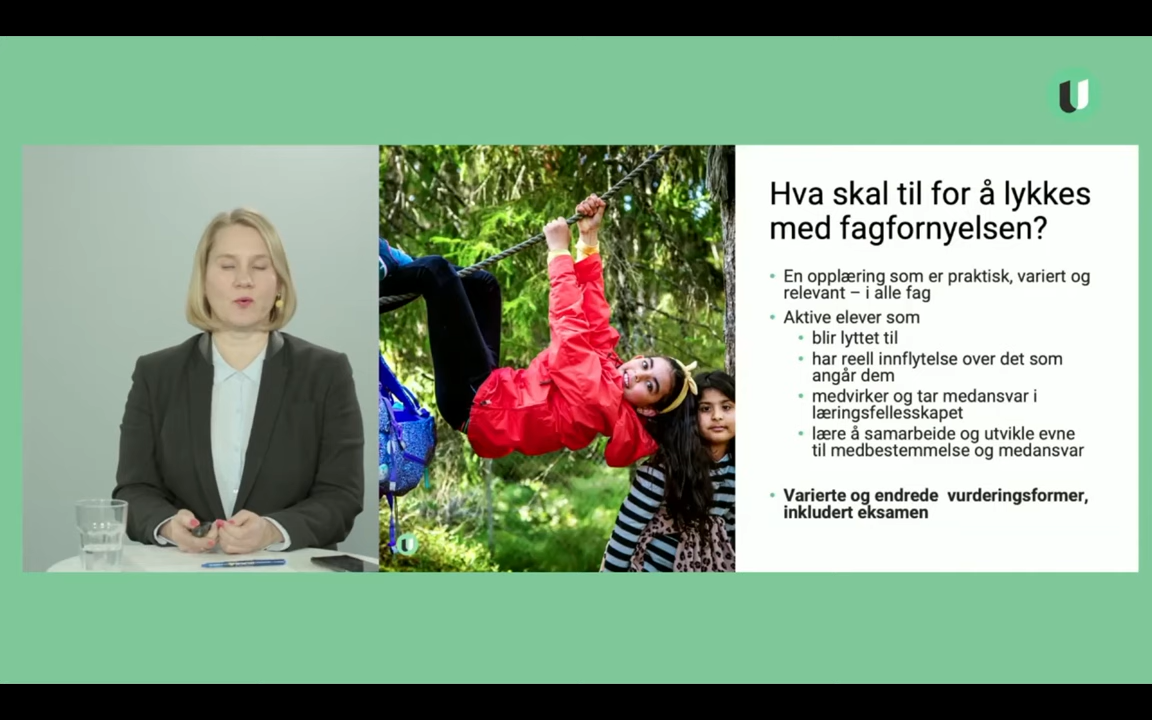 Hva skal til for å lykkes
med fagfornyelsen?
• En opplæring som er praktisk, variert og
relevant – i alle fag
• Aktive elever som
• blir lyttet til
• har reell innflytelse over det som
angår dem
• medvirker og tar medansvar i
læringsfellesskapet
• lære å samarbeide og utvikle evne
til medbestemmelse og medansvar
• Varierte og endrede  vurderingsformer,
inkludert eksamen